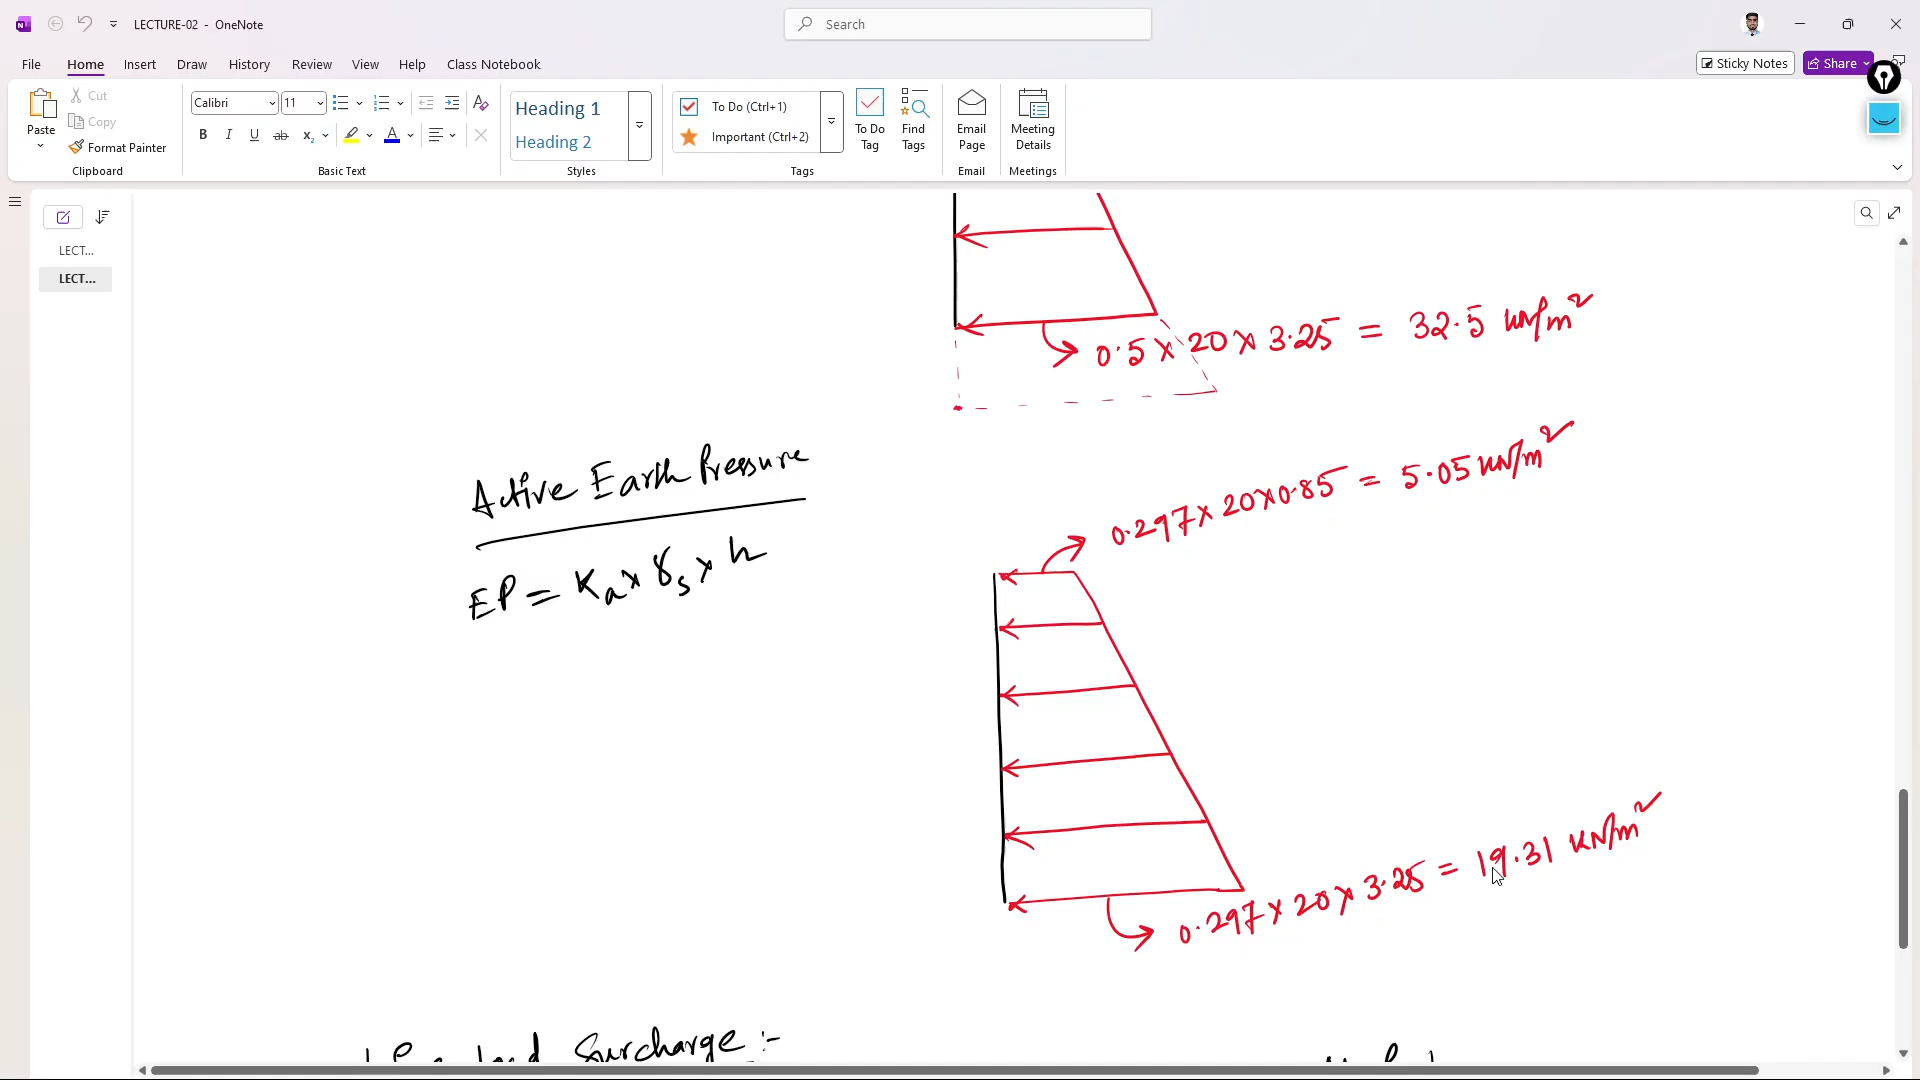 LECTURE-02 - OneNote
Search
File Home Insert Draw History Review View Help Class Notebook
Sticky Notes Share
Paste
Cut
Copy
Format Painter
Clipboard
Calibri 11
B I U ab x
A
Basic Text
Heading 1
Heading 2
Styles
To Do (Ctrl+1)
Important (Ctrl+2)
To Do Tag
Find Tags
Tags
Email Page
Email
Meeting Details
Meetings
LECT...
LECT...
0.5 × 20 × 3.25 = 32.5 kN/m²
Active Earth Pressure
EP = Ka × γs × h
0.297 × 20 × 0.85 = 5.05 kN/m²
0.297 × 20 × 3.25 = 19.31 kN/m²
Surcharge :-